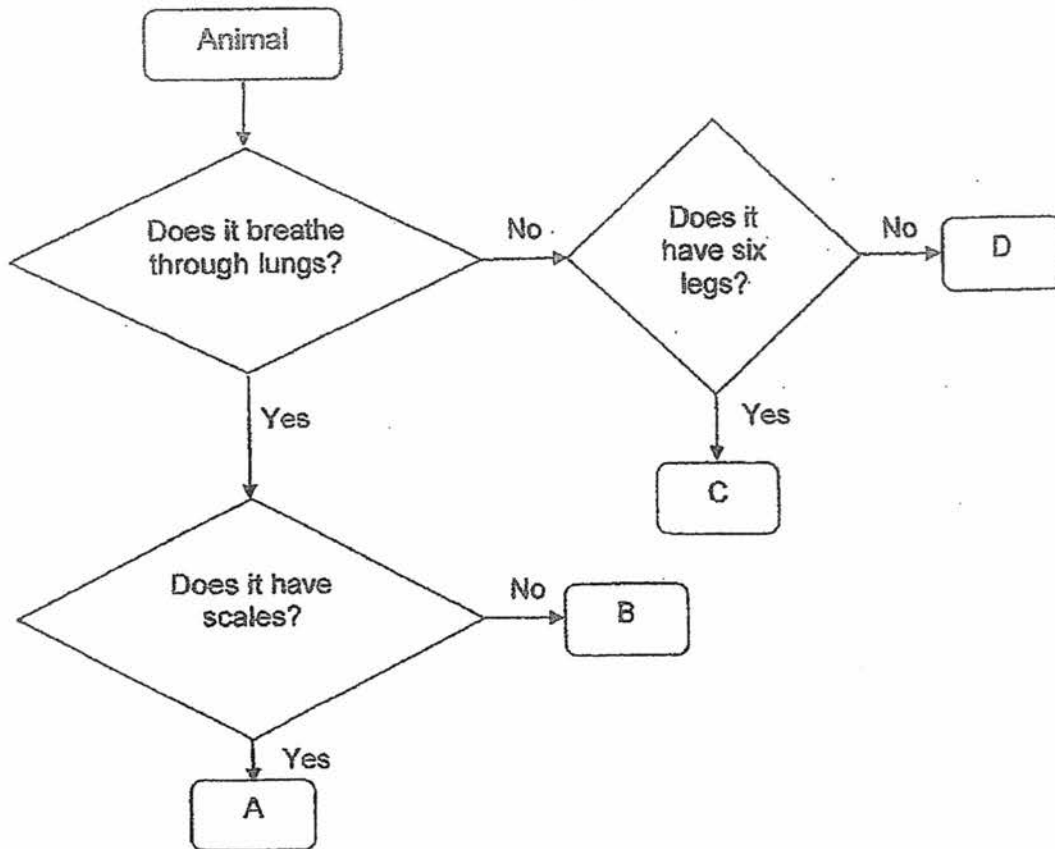 Animal
Does it breathe
through lungs?
No
Does it
have six
legs?
No
D
Yes
Yes
C
Does it have
scales?
No
B
Yes
A